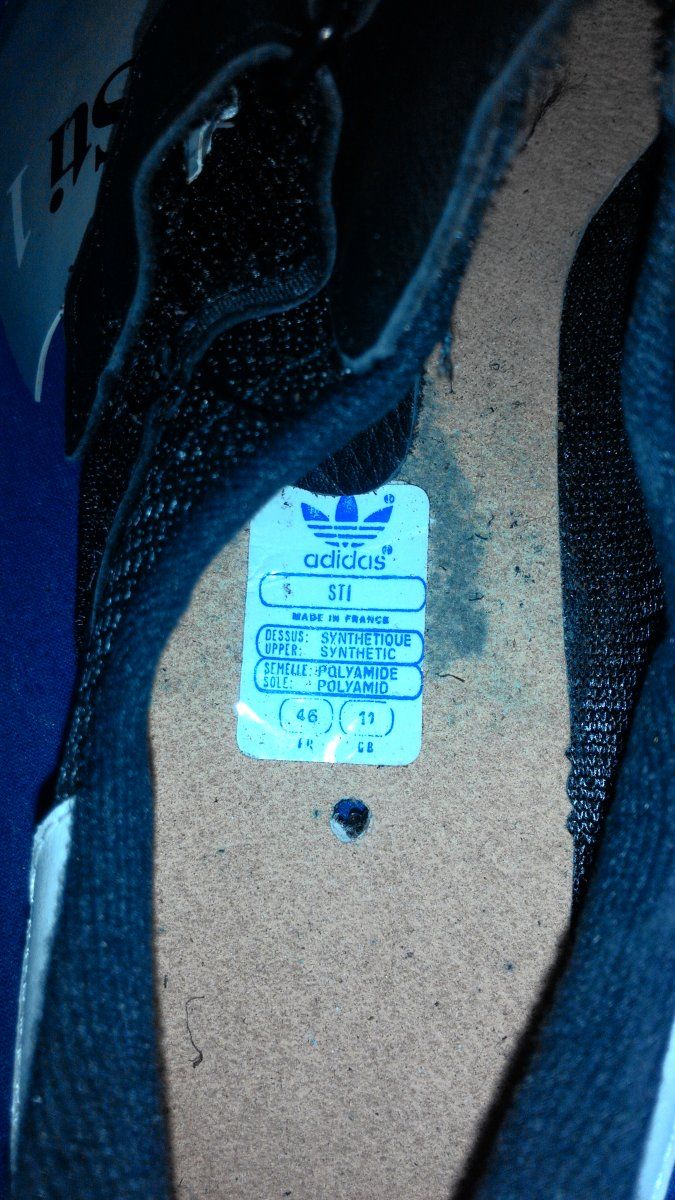 adidas®
STI
MADE IN FRANCE
DESSUS: SYNTHETIQUE
UPPER: SYNTHETIC
SEMELLE: POLYAMIDE
SOLE: POLYAMID
46 11
FR GB